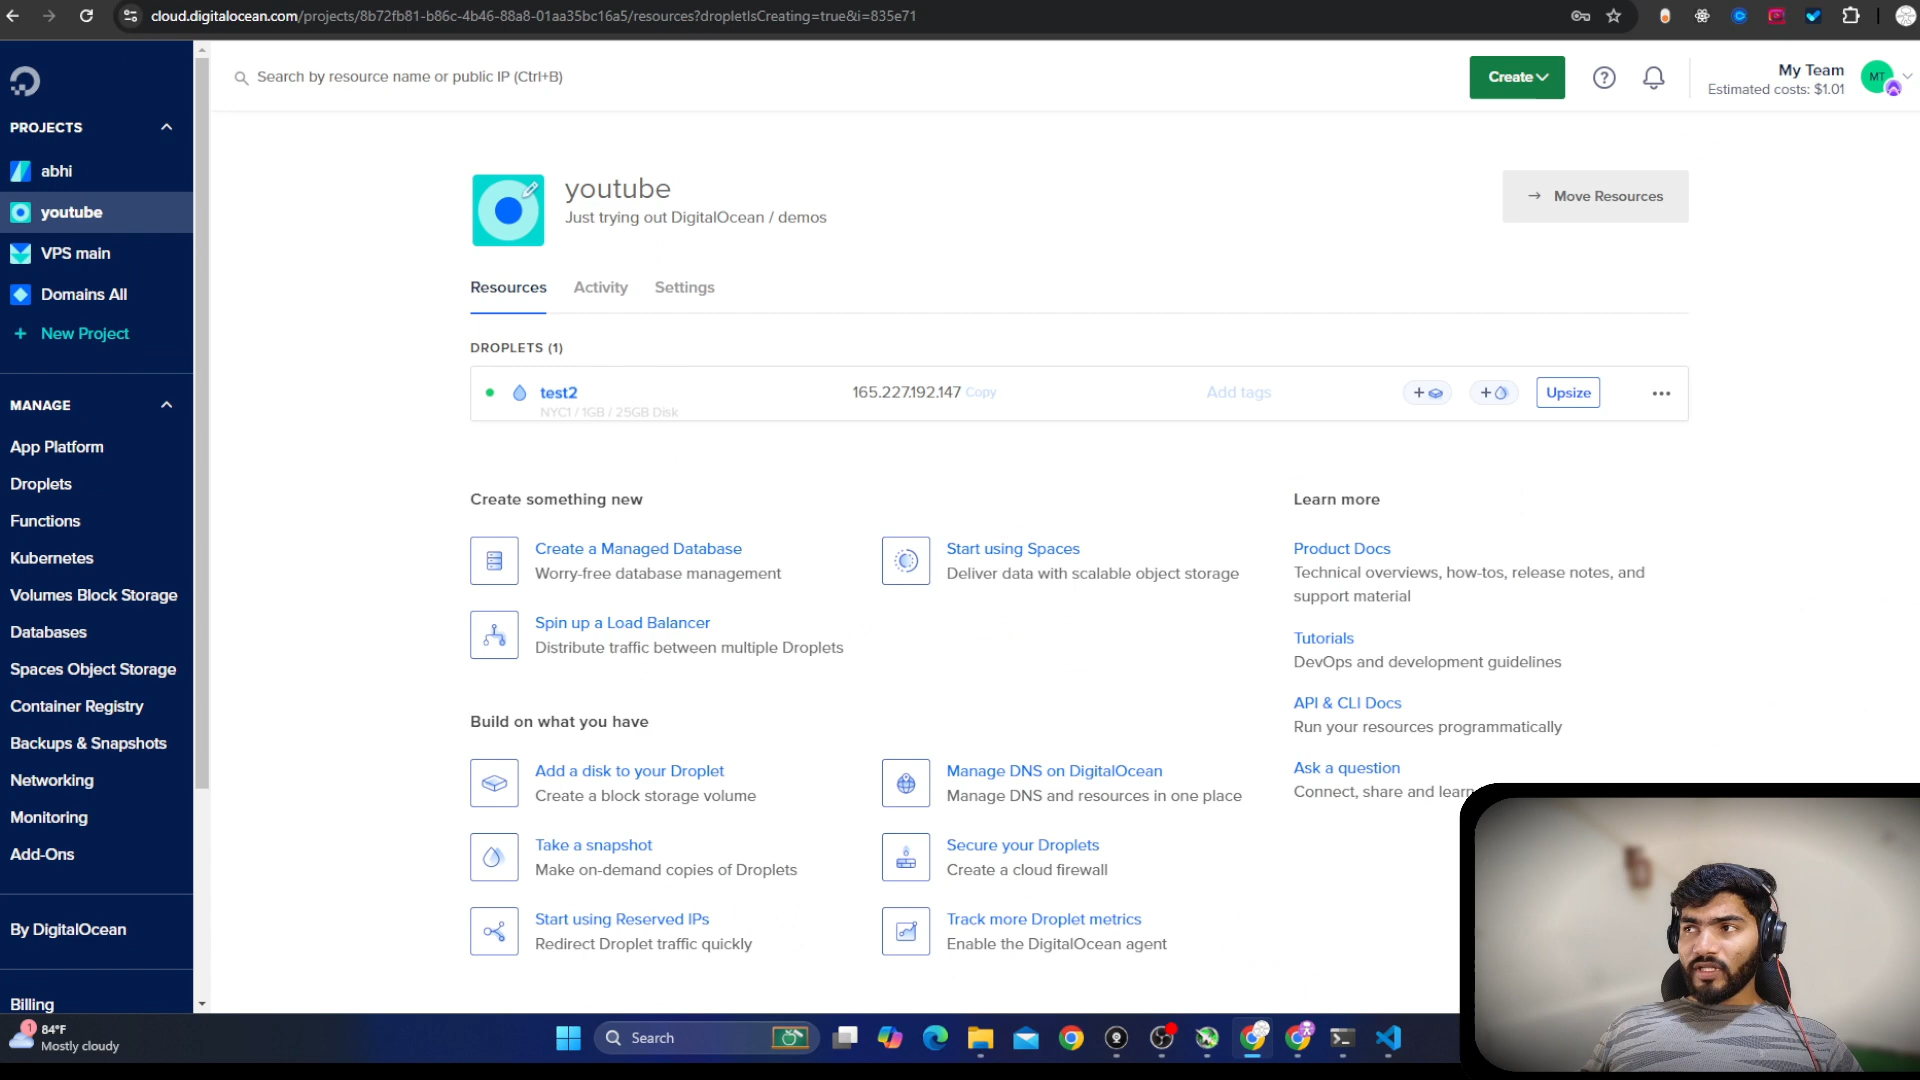 cloud.digitalocean.com/projects/8b72fb81-b86c-4b46-88a8-01aa35bc16a5/resources?dropletIsCreating=true&i=835e71
Search by resource name or public IP (Ctrl+B)
Create
My Team
Estimated costs: $1.01
MT
PROJECTS
abhi
youtube
VPS main
Domains All
+ New Project
MANAGE
App Platform
Droplets
Functions
Kubernetes
Volumes Block Storage
Databases
Spaces Object Storage
Container Registry
Backups & Snapshots
Networking
Monitoring
Add-Ons
By DigitalOcean
Billing
youtube
Just trying out DigitalOcean / demos
→ Move Resources
Resources
Activity
Settings
DROPLETS (1)
test2
NYC1 / 1GB / 25GB Disk
165.227.192.147 Copy
Add tags
Upsize
Create something new
Create a Managed Database
Worry-free database management
Start using Spaces
Deliver data with scalable object storage
Spin up a Load Balancer
Distribute traffic between multiple Droplets
Build on what you have
Add a disk to your Droplet
Create a block storage volume
Manage DNS on DigitalOcean
Manage DNS and resources in one place
Take a snapshot
Make on-demand copies of Droplets
Secure your Droplets
Create a cloud firewall
Start using Reserved IPs
Redirect Droplet traffic quickly
Track more Droplet metrics
Enable the DigitalOcean agent
Learn more
Product Docs
Technical overviews, how-tos, release notes, and
support material
Tutorials
DevOps and development guidelines
API & CLI Docs
Run your resources programmatically
Ask a question
Connect, share and learn
1
84°F
Mostly cloudy
Search